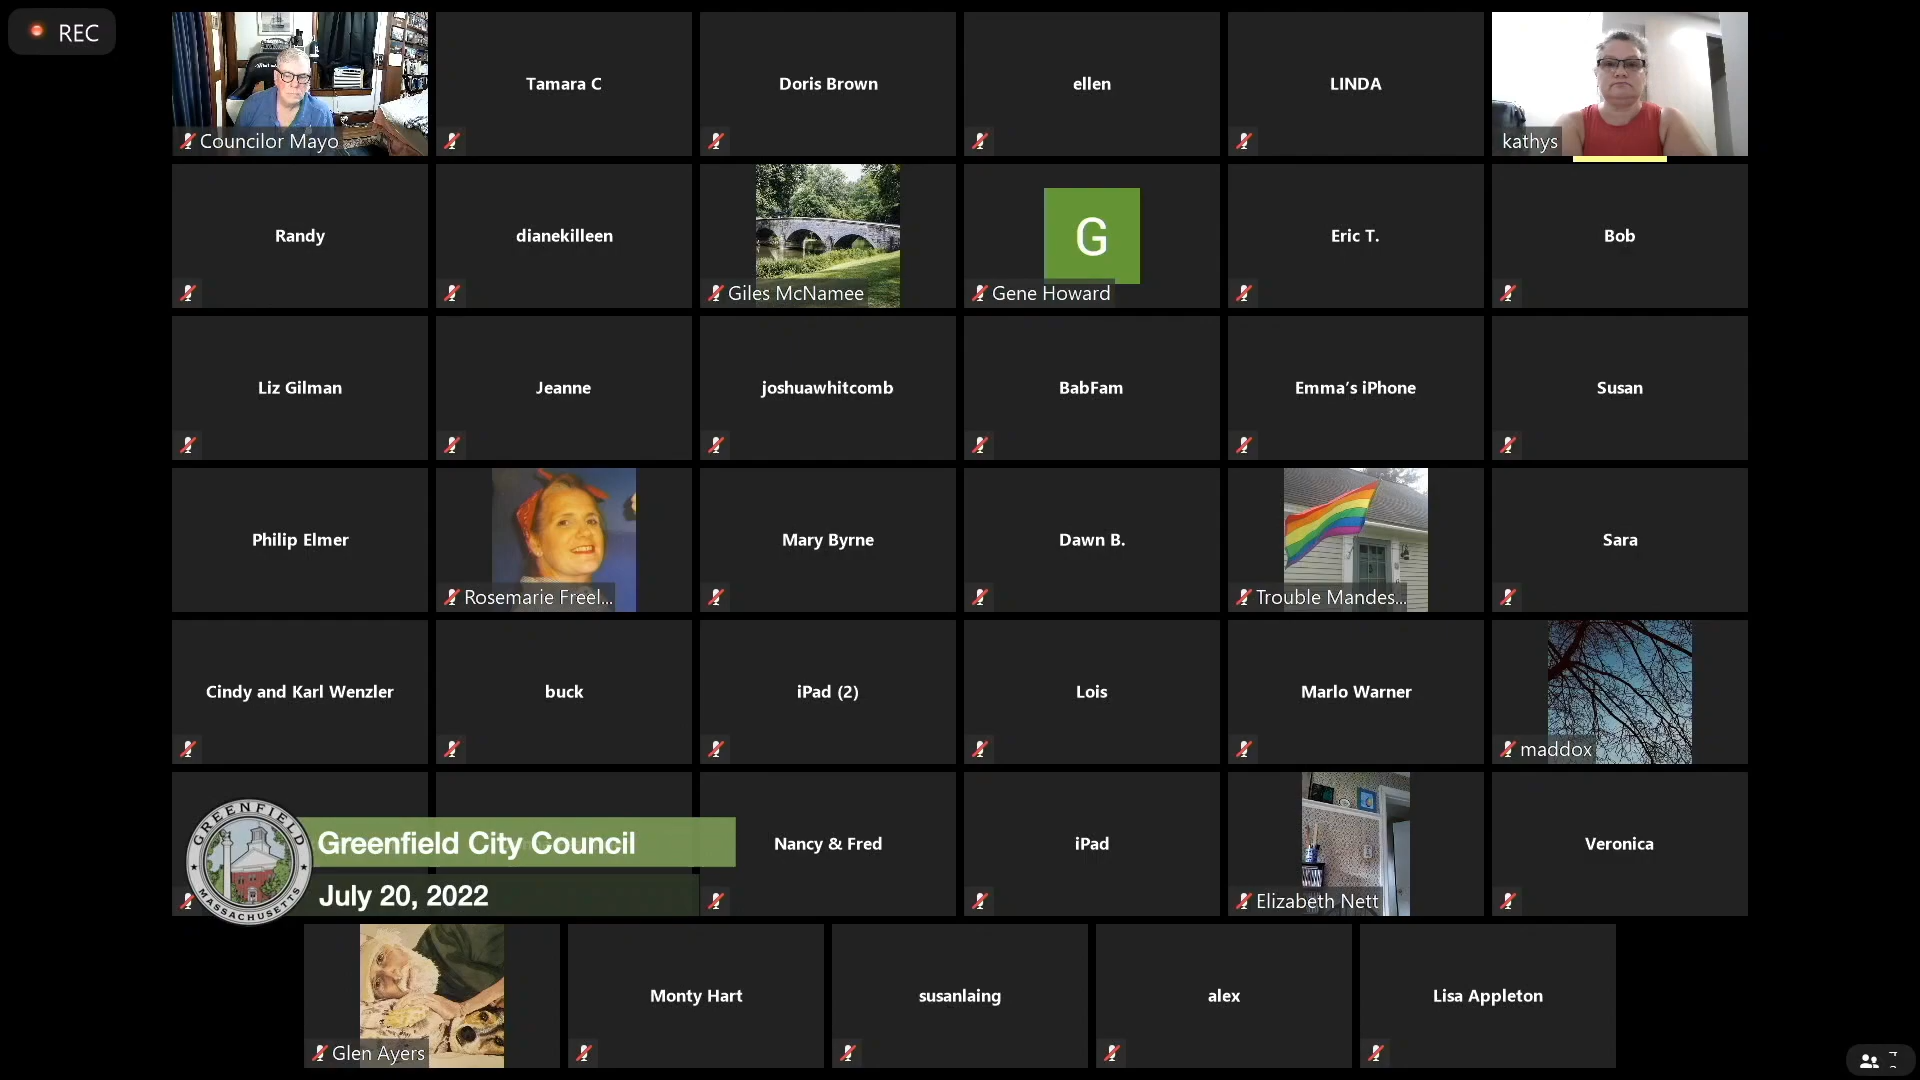 REC
Councilor Mayo
Tamara C
Doris Brown
ellen
LINDA
kathys
Randy
dianekilleen
Giles McNamee
G
Gene Howard
Eric T.
Bob
Liz Gilman
Jeanne
joshuawhitcomb
BabFam
Emma’s iPhone
Susan
Philip Elmer
Rosemarie Freel...
Mary Byrne
Dawn B.
Trouble Mandes...
Sara
Cindy and Karl Wenzler
buck
iPad (2)
Lois
Marlo Warner
maddox
GREENFIELD
MASSACHUSETTS
Greenfield City Council
July 20, 2022
Nancy & Fred
iPad
Elizabeth Nett
Veronica
Glen Ayers
Monty Hart
susanlaing
alex
Lisa Appleton